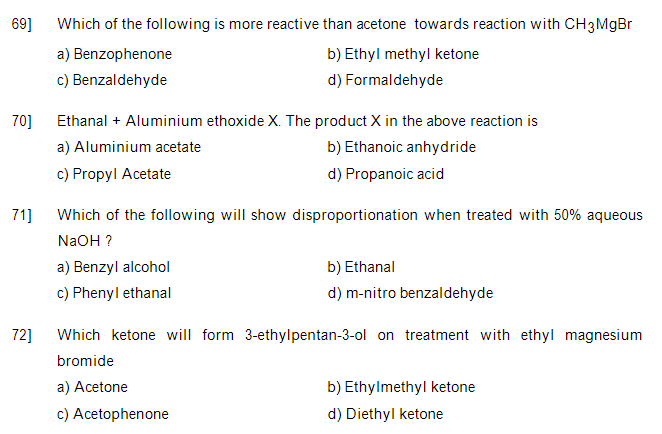 69] Which of the following is more reactive than acetone towards reaction with CH3MgBr
a) Benzophenone b) Ethyl methyl ketone
c) Benzaldehyde d) Formaldehyde
70] Ethanal + Aluminium ethoxide X. The product X in the above reaction is
a) Aluminium acetate b) Ethanoic anhydride
c) Propyl Acetate d) Propanoic acid
71] Which of the following will show disproportionation when treated with 50% aqueous
NaOH ?
a) Benzyl alcohol b) Ethanal
c) Phenyl ethanal d) m-nitro benzaldehyde
72] Which ketone will form 3-ethylpentan-3-ol on treatment with ethyl magnesium
bromide
a) Acetone b) Ethylmethyl ketone
c) Acetophenone d) Diethyl ketone